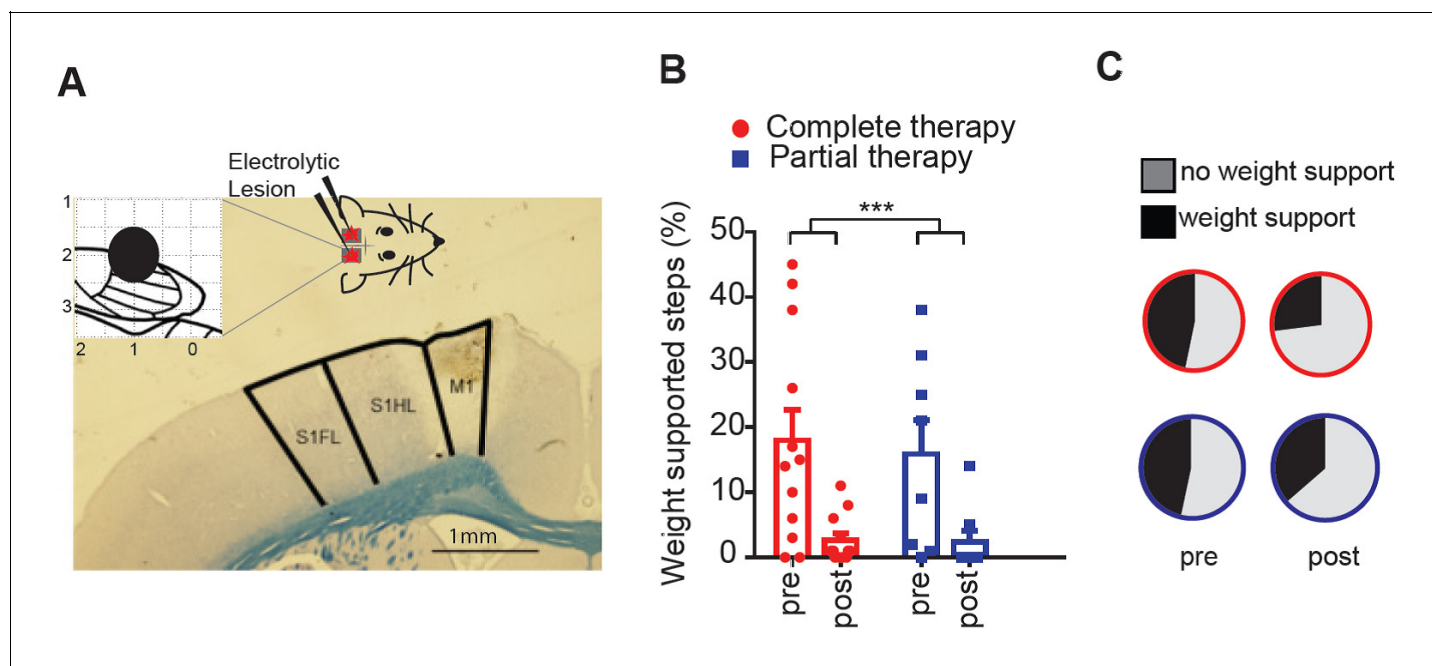 A
Electrolytic
Lesion
1
2
3
2 1 0
S1FL
S1HL
M1
1mm
B
Complete therapy
Partial therapy
***
Weight supported steps (%)
50
40
30
20
10
0
pre
post
pre
post
C
no weight support
weight support
pre
post